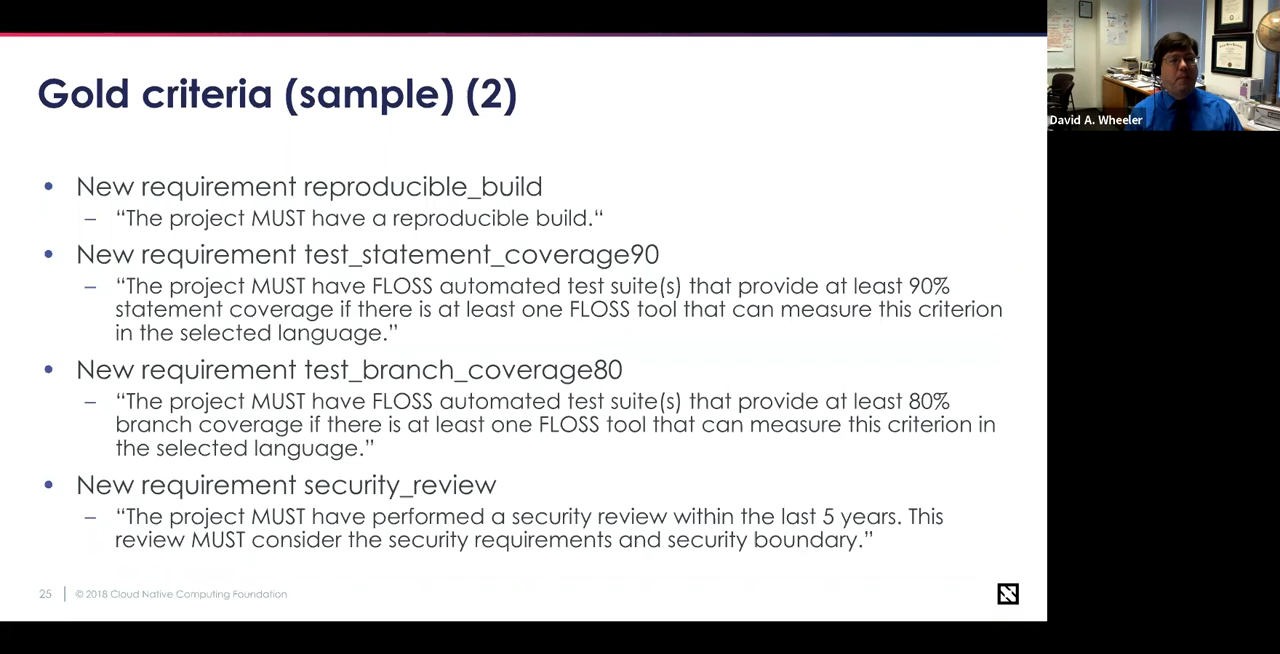 Gold criteria (sample) (2)
• New requirement reproducible_build
– “The project MUST have a reproducible build.“
• New requirement test_statement_coverage90
– “The project MUST have FLOSS automated test suite(s) that provide at least 90%
statement coverage if there is at least one FLOSS tool that can measure this criterion
in the selected language.”
• New requirement test_branch_coverage80
– “The project MUST have FLOSS automated test suite(s) that provide at least 80%
branch coverage if there is at least one FLOSS tool that can measure this criterion in
the selected language.”
• New requirement security_review
– “The project MUST have performed a security review within the last 5 years. This
review MUST consider the security requirements and security boundary.”
25 | © 2018 Cloud Native Computing Foundation
David A. Wheeler